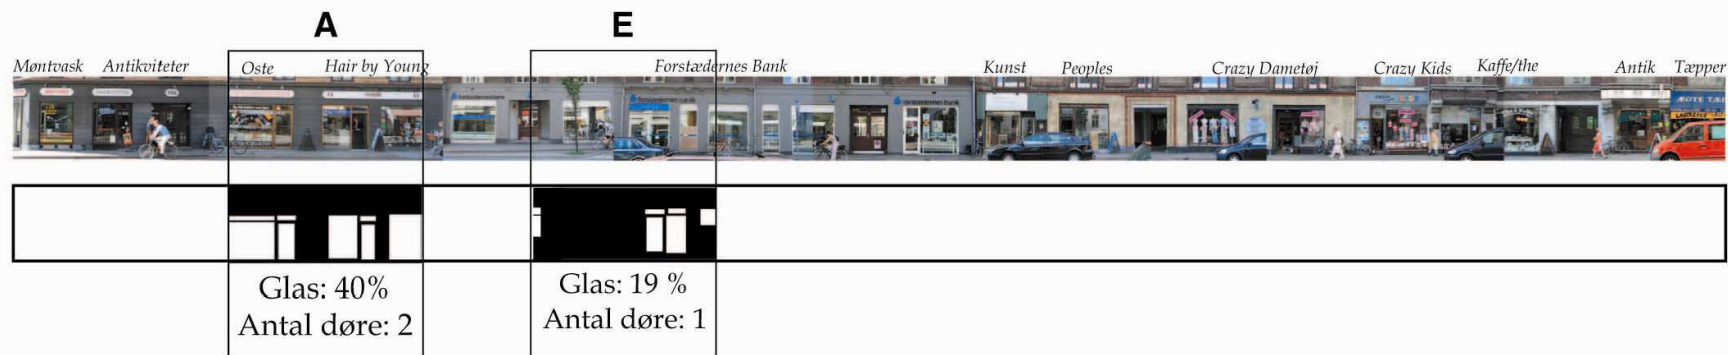 A
E
Møntvask
Antikviteter
Oste
Hair by Young
Forstædernes Bank
Kunst
Peoples
Crazy Dametøj
Crazy Kids
Kaffe/the
Antik
Tæpper
Glas: 40%
Antal døre: 2
Glas: 19 %
Antal døre: 1